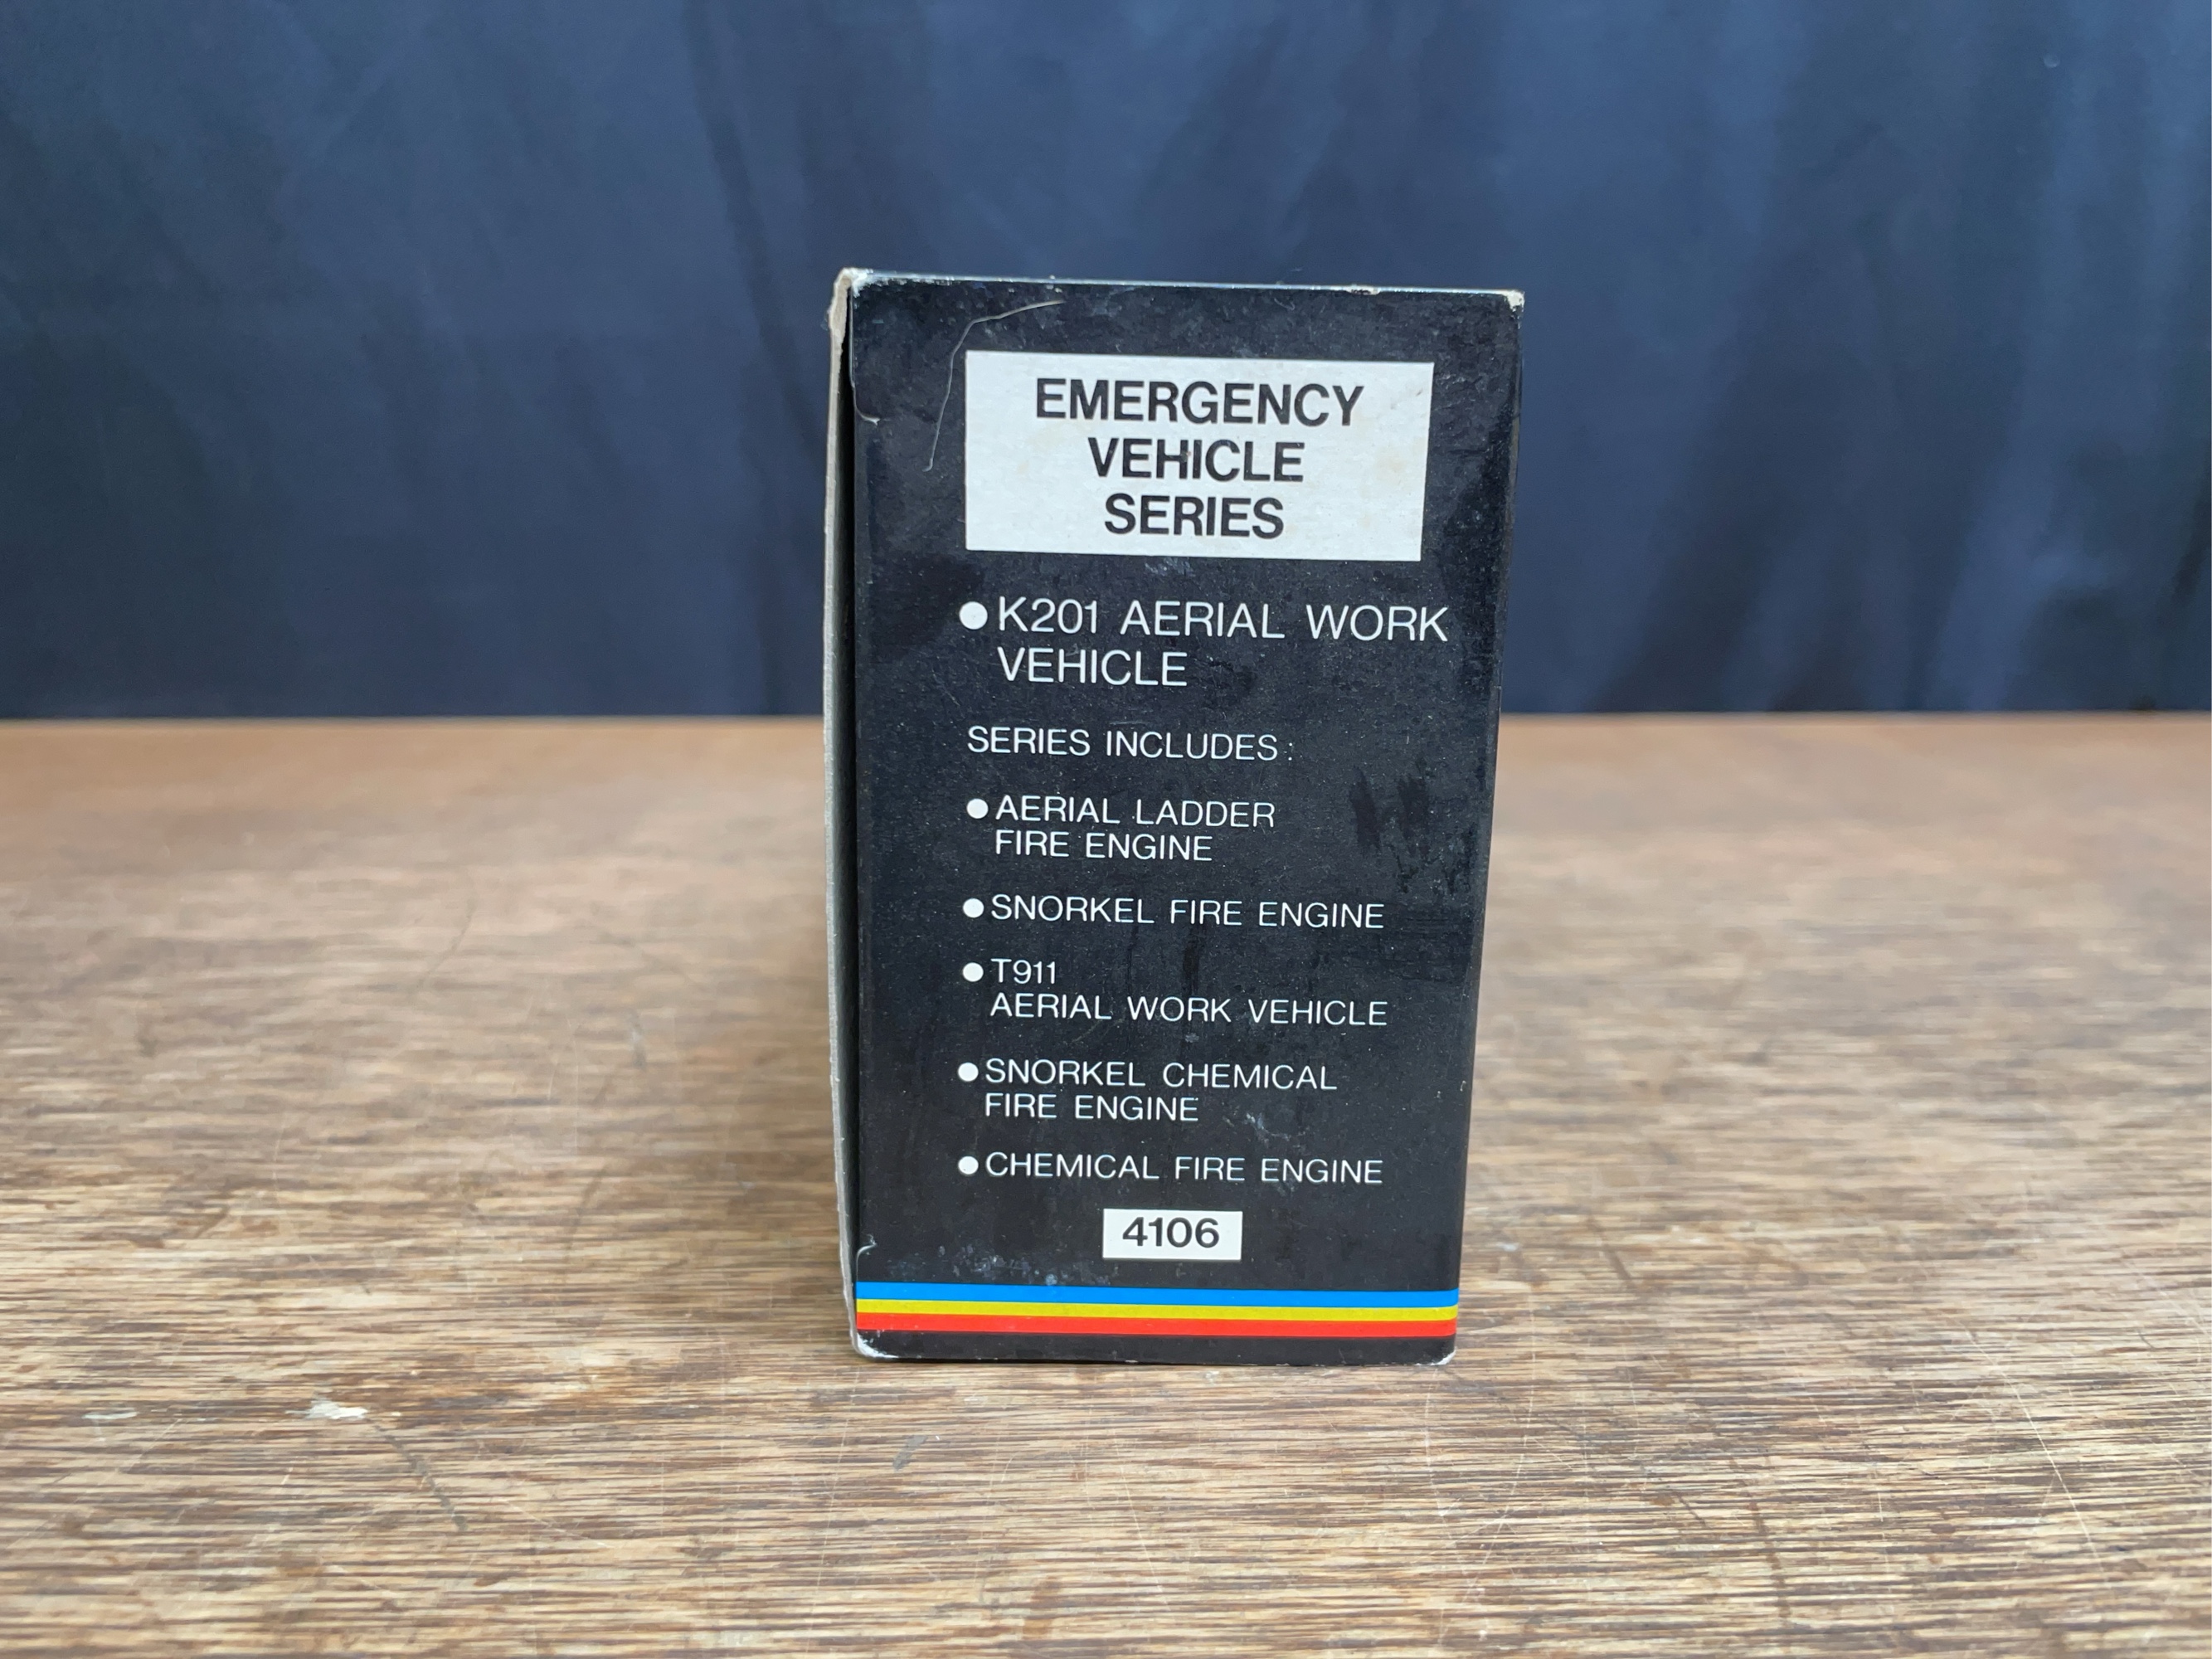 EMERGENCY
VEHICLE
SERIES
● K201 AERIAL WORK
VEHICLE
SERIES INCLUDES:
● AERIAL LADDER
FIRE ENGINE
● SNORKEL FIRE ENGINE
● T911
AERIAL WORK VEHICLE
● SNORKEL CHEMICAL
FIRE ENGINE
● CHEMICAL FIRE ENGINE
4106